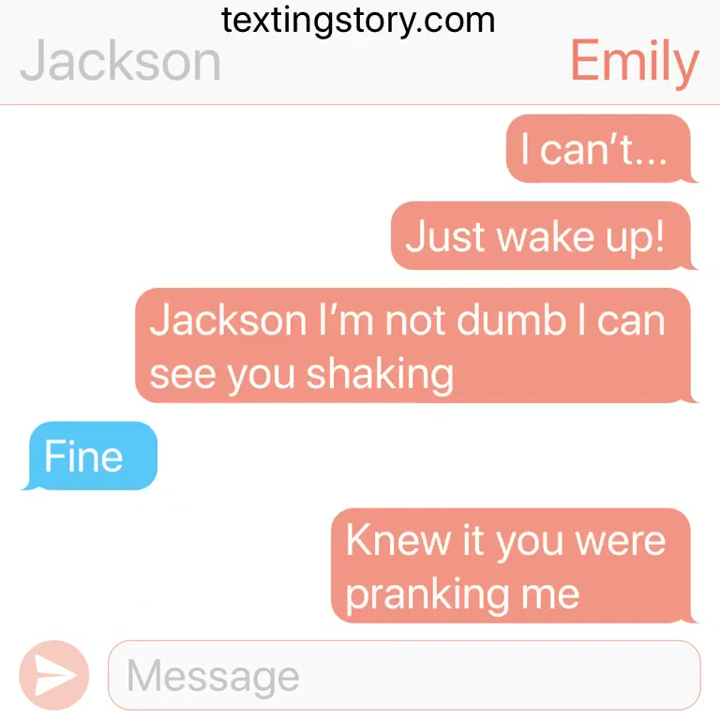 textingstory.com
Jackson Emily
I can't...
Just wake up!
Jackson I'm not dumb I can
see you shaking
Fine
Knew it you were
pranking me
Message